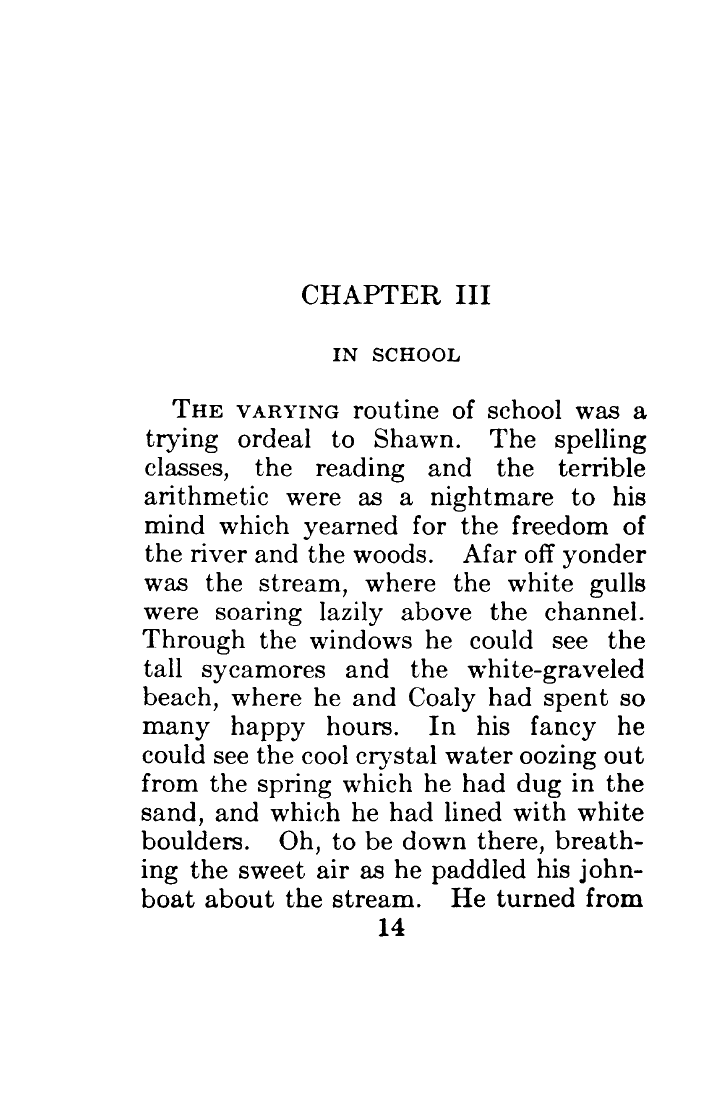 CHAPTER III
IN SCHOOL
THE VARYING routine of school was a
trying ordeal to Shawn. The spelling
classes, the reading and the terrible
arithmetic were as a nightmare to his
mind which yearned for the freedom of
the river and the woods. Afar off yonder
was the stream, where the white gulls
were soaring lazily above the channel.
Through the windows he could see the
tall sycamores and the white-graveled
beach, where he and Coaly had spent so
many happy hours. In his fancy he
could see the cool crystal water oozing out
from the spring which he had dug in the
sand, and which he had lined with white
boulders. Oh, to be down there, breath-
ing the sweet air as he paddled his john-
boat about the stream. He turned from
14